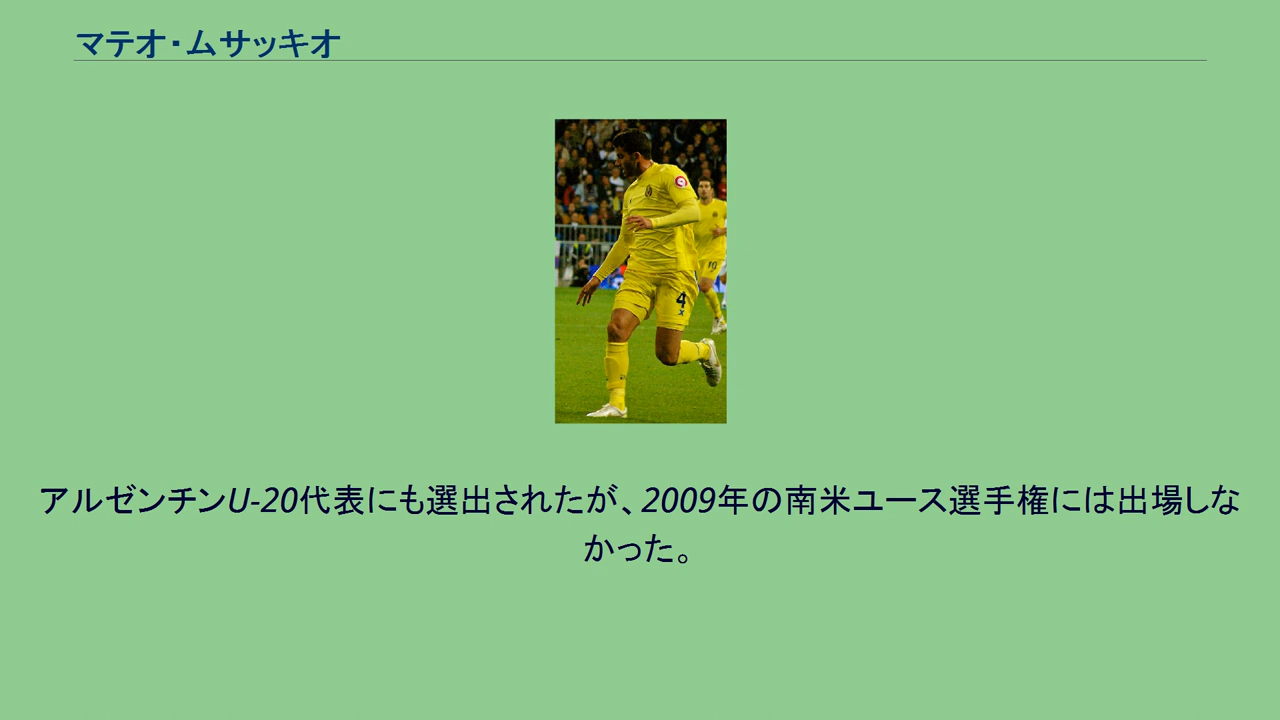 マテオ・ムサッキオ
10
4
アルゼンチンU-20代表にも選出されたが、2009年の南米ユース選手権には出場しな
かった。